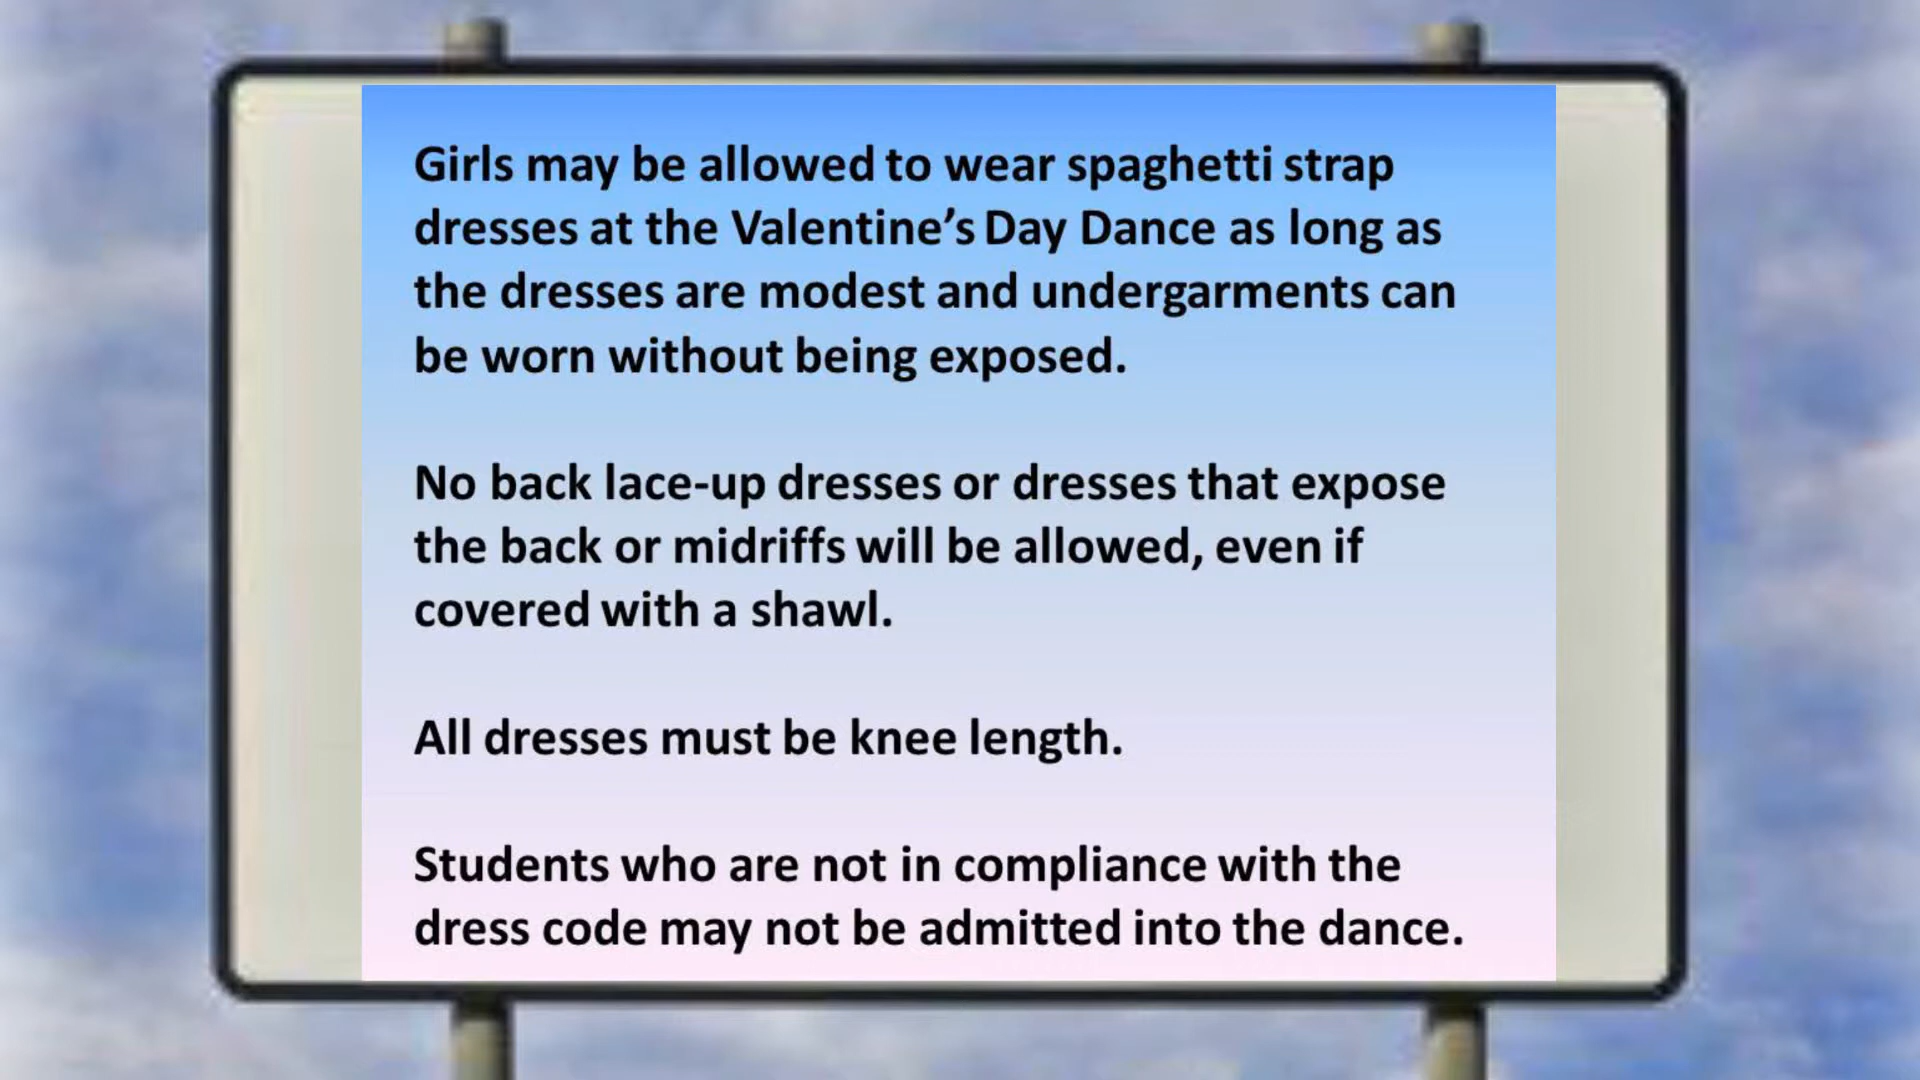 Girls may be allowed to wear spaghetti strap
dresses at the Valentine’s Day Dance as long as
the dresses are modest and undergarments can
be worn without being exposed.
No back lace-up dresses or dresses that expose
the back or midriffs will be allowed, even if
covered with a shawl.
All dresses must be knee length.
Students who are not in compliance with the
dress code may not be admitted into the dance.